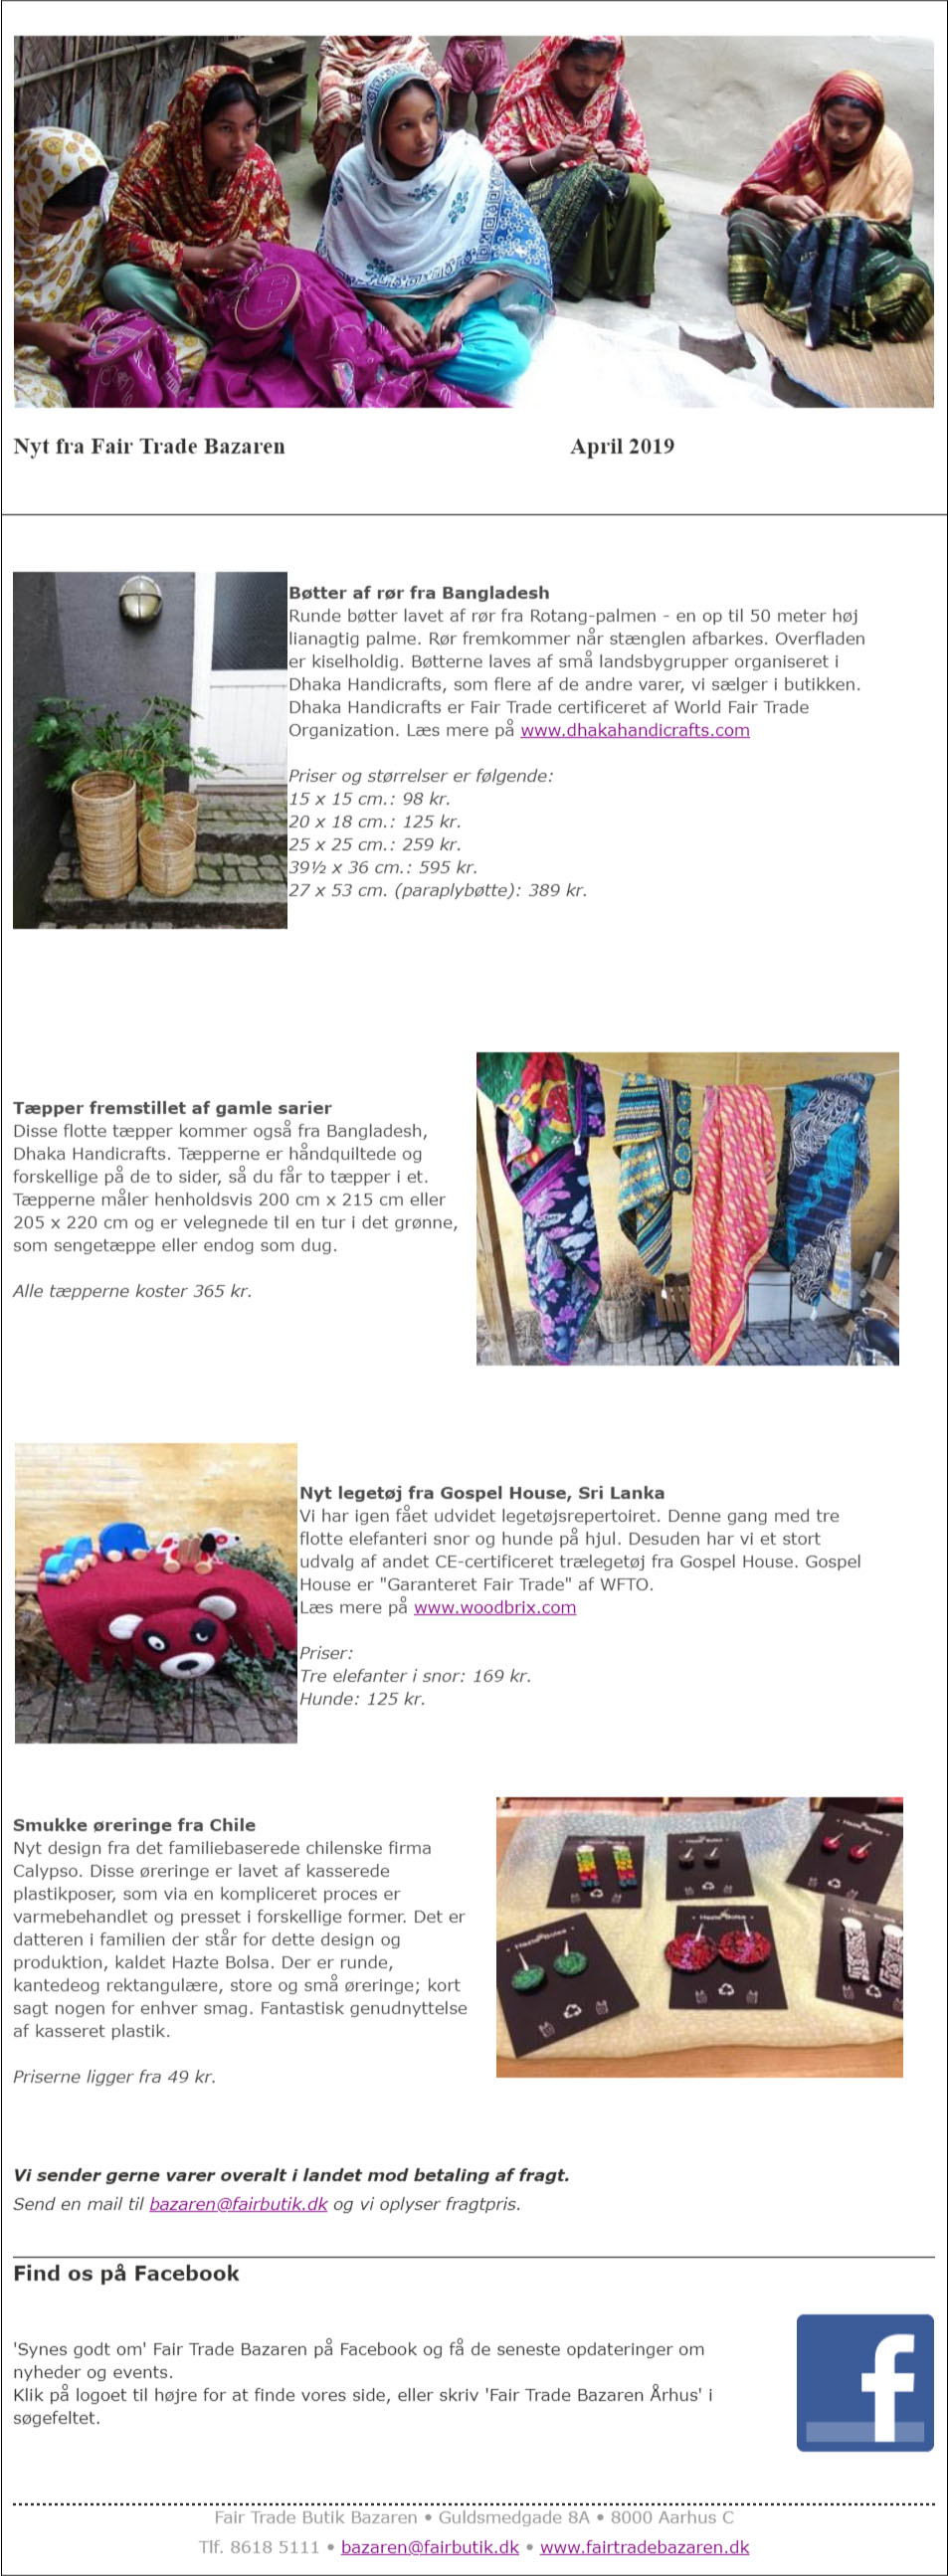 Nyt fra Fair Trade Bazaren April 2019
Bøtter af rør fra Bangladesh
Runde bøtter lavet af rør fra Rotang-palmen - en op til 50 meter høj
lianagtig palme. Rør fremkommer når stænglen afbarkes. Overfladen
er kiselholdig. Bøtterne laves af små landsbygrupper organiseret i
Dhaka Handicrafts, som flere af de andre varer, vi sælger i butikken.
Dhaka Handicrafts er Fair Trade certificeret af World Fair Trade
Organization. Læs mere på www.dhakahandicrafts.com
Priser og størrelser er følgende:
15 x 15 cm.: 98 kr.
20 x 18 cm.: 125 kr.
25 x 25 cm.: 259 kr.
39½ x 36 cm.: 595 kr.
27 x 53 cm. (paraplybøtte): 389 kr.
Tæpper fremstillet af gamle sarier
Disse flotte tæpper kommer også fra Bangladesh,
Dhaka Handicrafts. Tæpperne er håndquiltede og
forskellige på de to sider, så du får to tæpper i et.
Tæpperne måler henholdsvis 200 cm x 215 cm eller
205 x 220 cm og er velegnede til en tur i det grønne,
som sengetæppe eller endog som dug.
Alle tæpperne koster 365 kr.
Nyt legetøj fra Gospel House, Sri Lanka
Vi har igen fået udvidet legetøjsrepertoiret. Denne gang med tre
flotte elefanteri snor og hunde på hjul. Desuden har vi et stort
udvalg af andet CE-certificeret trælegetøj fra Gospel House. Gospel
House er "Garanteret Fair Trade" af WFTO.
Læs mere på www.woodbrix.com
Priser:
Tre elefanter i snor: 169 kr.
Hunde: 125 kr.
Smukke øreringe fra Chile
Nyt design fra det familiebaserede chilenske firma
Calypso. Disse øreringe er lavet af kasserede
plastikposer, som via en kompliceret proces er
varmebehandlet og presset i forskellige former. Det er
datteren i familien der står for dette design og
produktion, kaldet Hazte Bolsa. Der er runde,
kantedeog rektangulære, store og små øreringe; kort
sagt nogen for enhver smag. Fantastisk genudnyttelse
af kasseret plastik.
Priserne ligger fra 49 kr.
Hazte Bolsa
Hazte Bolsa
Vi sender gerne varer overalt i landet mod betaling af fragt.
Send en mail til bazaren@fairbutik.dk og vi oplyser fragtpris.
Find os på Facebook
'Synes godt om' Fair Trade Bazaren på Facebook og få de seneste opdateringer om
nyheder og events.
Klik på logoet til højre for at finde vores side, eller skriv 'Fair Trade Bazaren Århus' i
søgefeltet.
f
Fair Trade Butik Bazaren • Guldsmedgade 8A • 8000 Aarhus C
Tlf. 8618 5111 • bazaren@fairbutik.dk • www.fairtradebazaren.dk